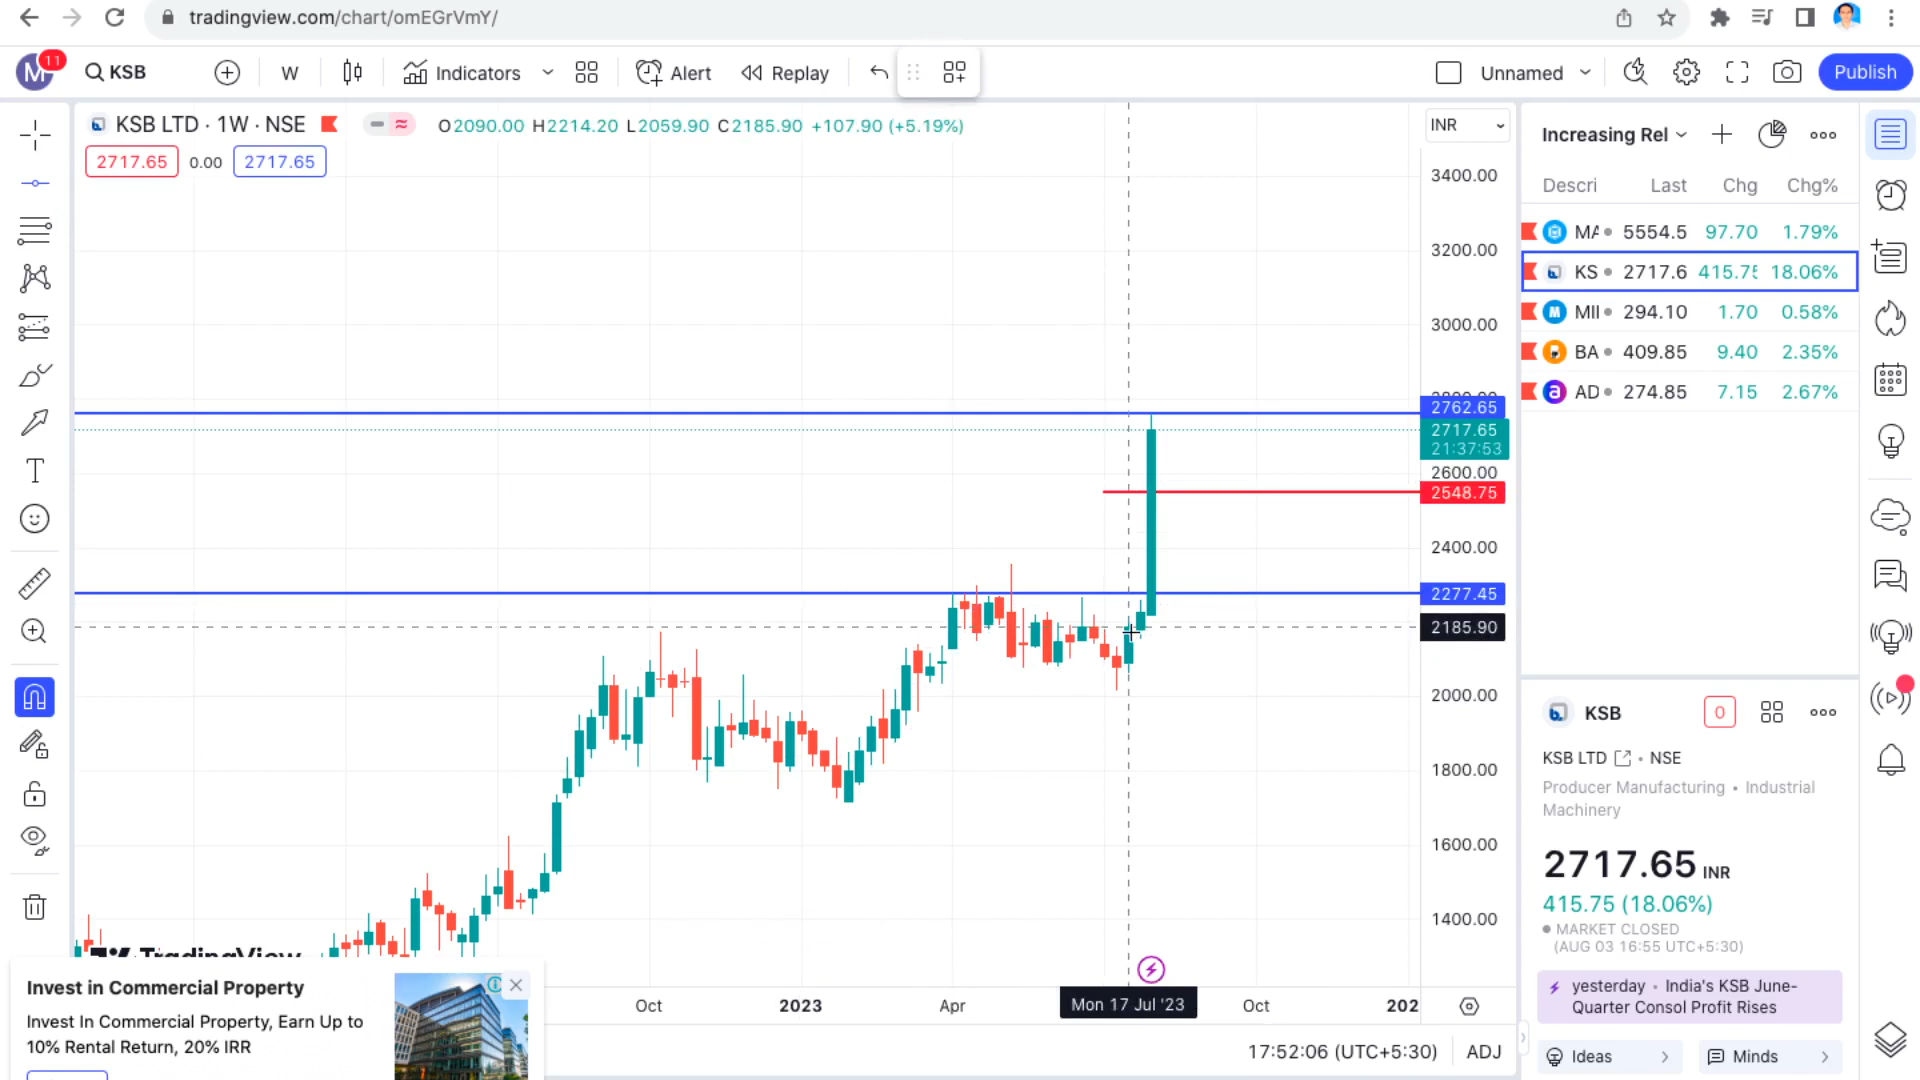 tradingview.com/chart/omEGrVmY/
M 11 KSB W Indicators Alert Replay Unnamed Publish
KSB LTD · 1W · NSE O2090.00 H2214.20 L2059.90 C2185.90 +107.90 (+5.19%)
2717.65 0.00 2717.65
INR
3400.00
3200.00
3000.00
2762.65
2717.65
21:37:53
2600.00
2548.75
2400.00
2277.45
2185.90
2000.00
1800.00
1600.00
1400.00
Oct 2023 Apr Mon 17 Jul '23 Oct 202
17:52:06 (UTC+5:30) ADJ
TradingView
Invest in Commercial Property
Invest In Commercial Property, Earn Up to
10% Rental Return, 20% IRR
Increasing Rel
Descri Last Chg Chg%
MA 5554.5 97.70 1.79%
KS 2717.6 415.75 18.06%
MII 294.10 1.70 0.58%
BA 409.85 9.40 2.35%
AD 274.85 7.15 2.67%
KSB 0
KSB LTD • NSE
Producer Manufacturing • Industrial
Machinery
2717.65 INR
415.75 (18.06%)
MARKET CLOSED
(AUG 03 16:55 UTC+5:30)
yesterday • India's KSB June-
Quarter Consol Profit Rises
Ideas Minds